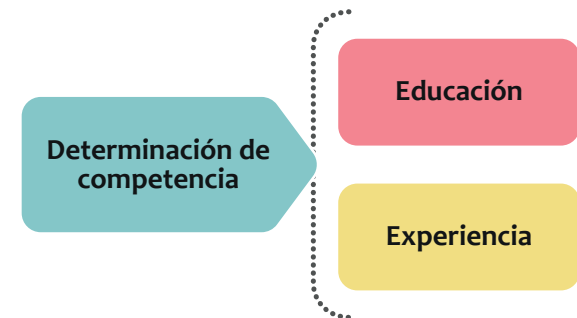 Determinación de
competencia
Educación
Experiencia